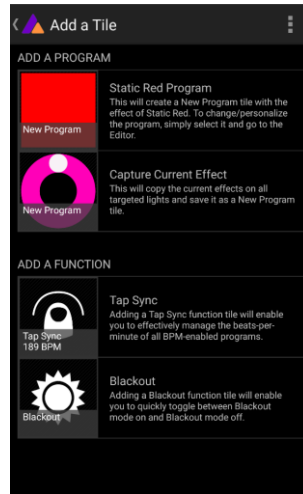 Add a Tile
ADD A PROGRAM
New Program
Static Red Program
This will create a New Program tile with the
effect of Static Red. To change/personalize
the program, simply select it and go to the
Editor.
New Program
Capture Current Effect
This will copy the current effects on all
targeted lights and save it as a New Program
tile.
ADD A FUNCTION
Tap Sync
189 BPM
Tap Sync
Adding a Tap Sync function tile will enable
you to effectively manage the beats-per-
minute of all BPM-enabled programs.
Blackout
Blackout
Adding a Blackout function tile will enable
you to quickly toggle between Blackout
mode on and Blackout mode off.